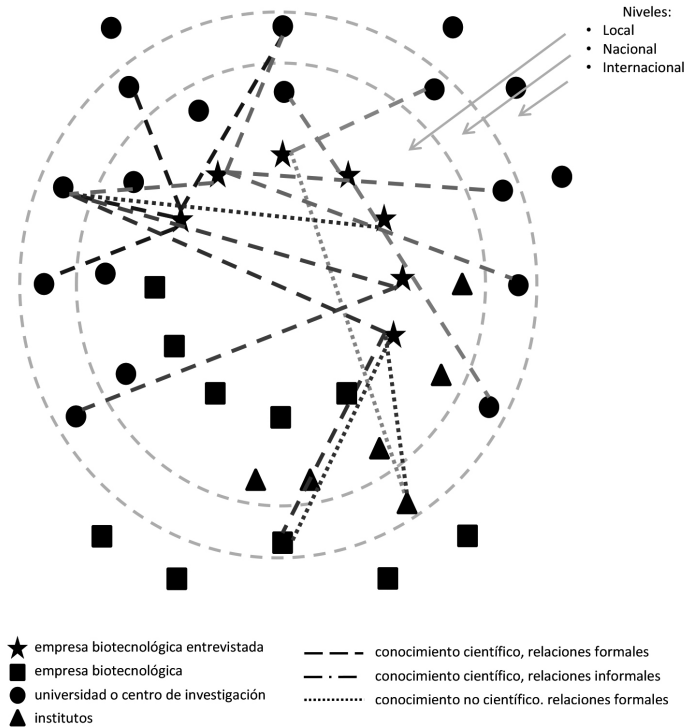 Niveles:
• Local
• Nacional
• Internacional
empresa biotecnológica entrevistada
empresa biotecnológica
universidad o centro de investigación
institutos
conocimiento científico, relaciones formales
conocimiento científico, relaciones informales
conocimiento no científico. relaciones formales